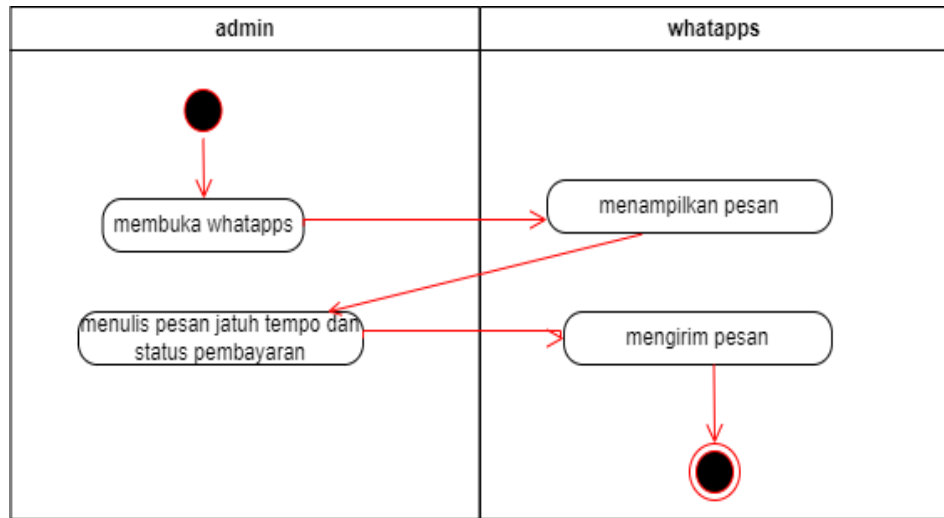 admin
whatapps
membuka whatapps
menampilkan pesan
menulis pesan jatuh tempo dan
status pembayaran
mengirim pesan